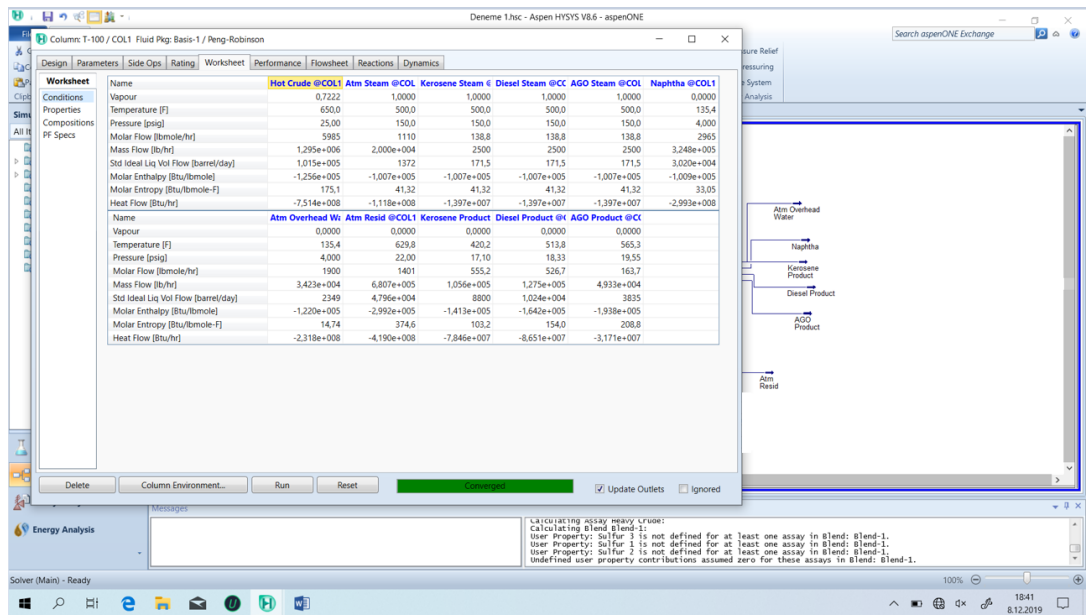 Deneme 1.hsc - Aspen HYSYS V8.6 - aspenONE
Search aspenONE Exchange
Column: T-100 / COL1 Fluid Pkg: Basis-1 / Peng-Robinson
Design Parameters Side Ops Rating Worksheet Performance Flowsheet Reactions Dynamics
Worksheet
Conditions
Properties
Compositions
PF Specs
Name Hot Crude @COL1 Atm Steam @COL Kerosene Steam Diesel Steam @CC AGO Steam @COL Naphtha @COL1
Vapour 0,7222 1,0000 1,0000 1,0000 1,0000 0,0000
Temperature [F] 650,0 500,0 500,0 500,0 500,0 135,4
Pressure [psig] 25,00 150,0 150,0 150,0 150,0 4,000
Molar Flow [lbmole/hr] 5985 1110 138,8 138,8 138,8 2965
Mass Flow [lb/hr] 1,295e+006 2,000e+004 2500 2500 2500 3,248e+005
Std Ideal Liq Vol Flow [barrel/day] 1,015e+005 1372 171,5 171,5 171,5 3,020e+004
Molar Enthalpy [Btu/lbmole] -1,256e+005 -1,007e+005 -1,007e+005 -1,007e+005 -1,007e+005 -1,009e+005
Molar Entropy [Btu/lbmole-F] 175,1 41,32 41,32 41,32 41,32 33,05
Heat Flow [Btu/hr] -7,514e+008 -1,118e+008 -1,397e+007 -1,397e+007 -1,397e+007 -2,993e+008
Name Atm Overhead Wa Atm Resid @COL1 Kerosene Product Diesel Product @ AGO Product @CO
Vapour 0,0000 0,0000 0,0000 0,0000 0,0000
Temperature [F] 135,4 629,8 420,2 513,8 565,3
Pressure [psig] 4,000 22,00 17,10 18,33 19,55
Molar Flow [lbmole/hr] 1900 1401 555,2 526,7 163,7
Mass Flow [lb/hr] 3,423e+004 6,807e+005 1,056e+005 1,275e+005 4,933e+004
Std Ideal Liq Vol Flow [barrel/day] 2349 4,796e+004 8800 1,024e+004 3835
Molar Enthalpy [Btu/lbmole] -1,220e+005 -2,992e+005 -1,413e+005 -1,642e+005 -1,938e+005
Molar Entropy [Btu/lbmole-F] 14,74 374,6 103,2 154,0 208,8
Heat Flow [Btu/hr] -2,318e+008 -4,190e+008 -7,846e+007 -8,651e+007 -3,171e+007
Delete Column Environment... Run Reset Converged Update Outlets Ignored
sure Relief
ressuring
e System
Analysis
Atm Overhead
Water
Naphtha
Kerosene
Product
Diesel Product
AGO
Product
Atm
Resid
Energy Analysis
Messages
Calculating Assay Heavy Crude:
Calculating Blend Blend-1:
User Property: Sulfur 3 is not defined for at least one assay in Blend: Blend-1.
User Property: Sulfur 1 is not defined for at least one assay in Blend: Blend-1.
User Property: Sulfur 2 is not defined for at least one assay in Blend: Blend-1.
Undefined user property contributions assumed zero for these assays in Blend: Blend-1.
Solver (Main) - Ready
100%
18:41
8.12.2019